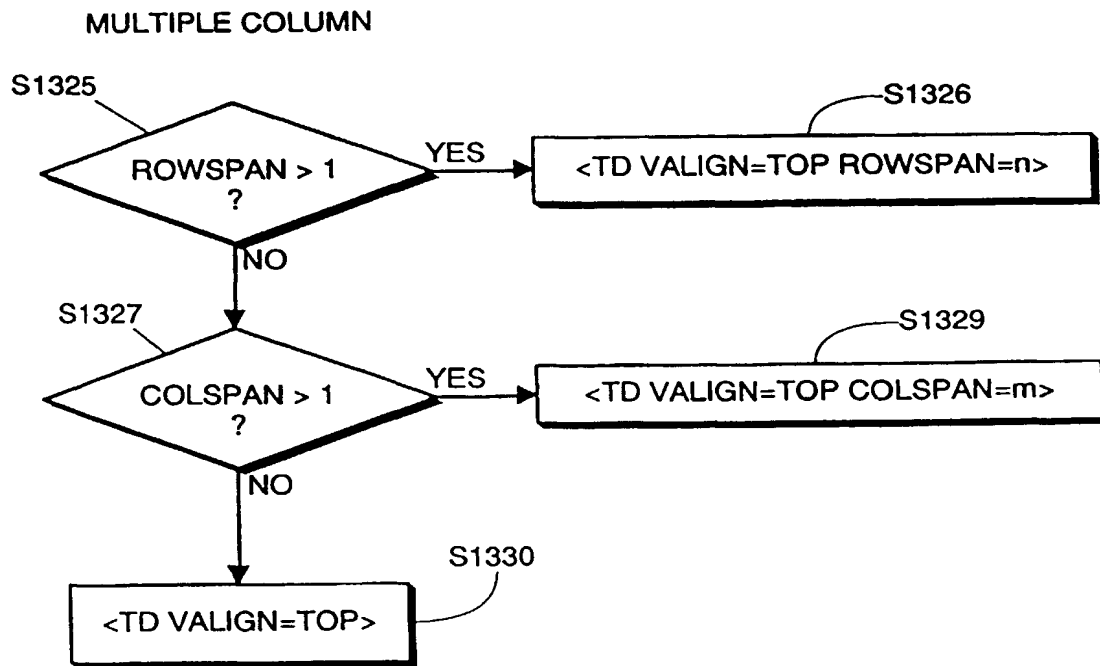 MULTIPLE COLUMN
S1325
S1326
ROWSPAN > 1
?
YES
<TD VALIGN=TOP ROWSPAN=n>
NO
S1327
S1329
COLSPAN > 1
?
YES
<TD VALIGN=TOP COLSPAN=m>
NO
S1330
<TD VALIGN=TOP>